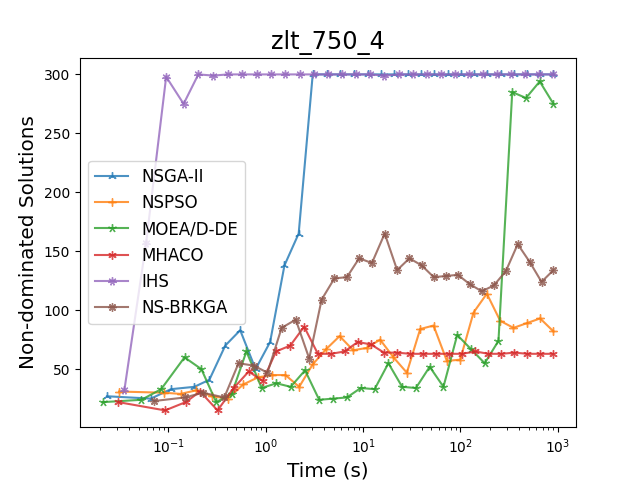 zlt_750_4
Non-dominated Solutions
300
250
200
150
100
50
NSGA-II
NSPSO
MOEA/D-DE
MHACO
IHS
NS-BRKGA
10⁻¹ 10⁰ 10¹ 10² 10³
Time (s)